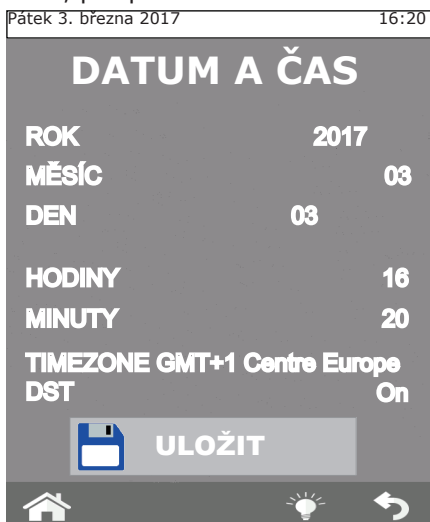 Pátek 3. března 2017 16:20
DATUM A ČAS
ROK 2017
MĚSÍC 03
DEN 03
HODINY 16
MINUTY 20
TIMEZONE GMT+1 Centre Europe
DST On
ULOŽIT